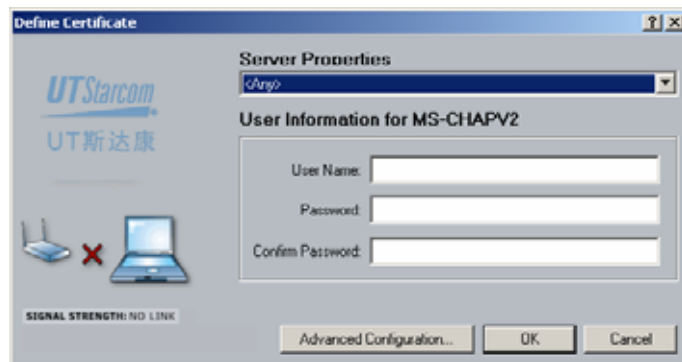 Define Certificate
UTStarcom
UT斯达康
SIGNAL STRENGTH: NO LINK
Server Properties
<Any>
User Information for MS-CHAPV2
User Name:
Password:
Confirm Password:
Advanced Configuration...
OK
Cancel